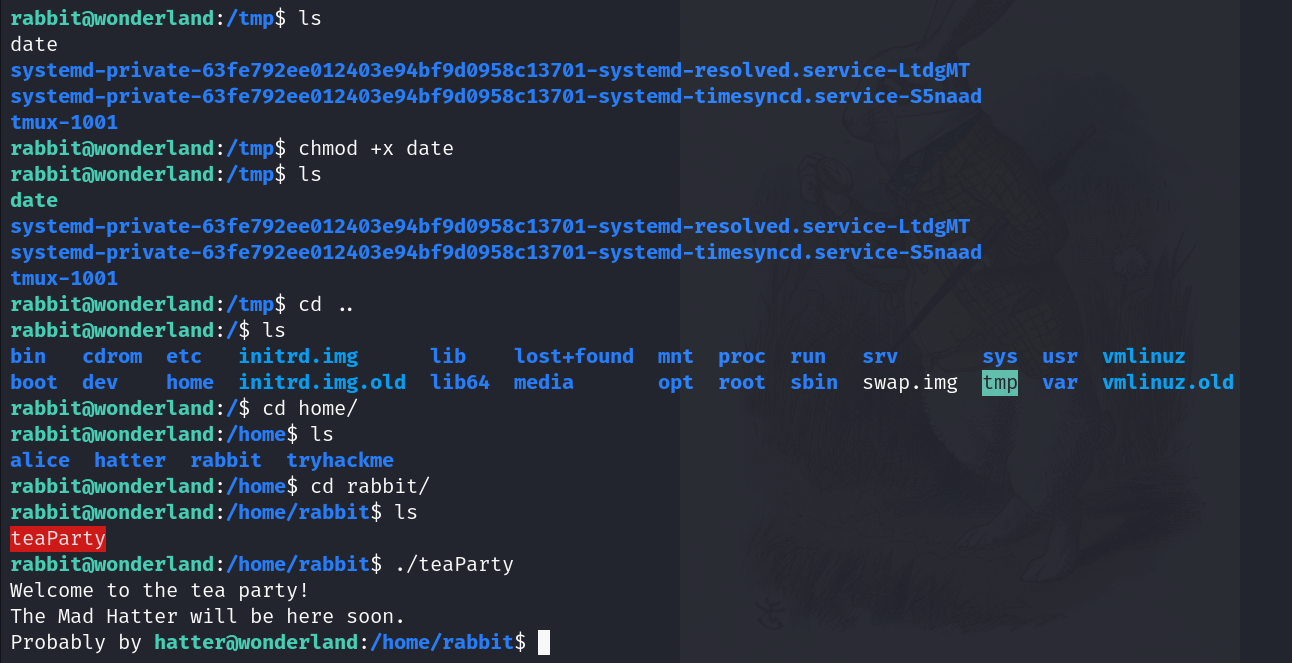 rabbit@wonderland:/tmp$ ls
date
systemd-private-63fe792ee012403e94bf9d0958c13701-systemd-resolved.service-LtdgMT
systemd-private-63fe792ee012403e94bf9d0958c13701-systemd-timesyncd.service-S5naad
tmux-1001
rabbit@wonderland:/tmp$ chmod +x date
rabbit@wonderland:/tmp$ ls
date
systemd-private-63fe792ee012403e94bf9d0958c13701-systemd-resolved.service-LtdgMT
systemd-private-63fe792ee012403e94bf9d0958c13701-systemd-timesyncd.service-S5naad
tmux-1001
rabbit@wonderland:/tmp$ cd ..
rabbit@wonderland:/$ ls
bin   cdrom  etc   initrd.img      lib    lost+found  mnt  proc  run   srv       sys  usr  vmlinuz
boot  dev    home  initrd.img.old  lib64  media       opt  root  sbin  swap.img  tmp  var  vmlinuz.old
rabbit@wonderland:/$ cd home/
rabbit@wonderland:/home$ ls
alice  hatter  rabbit  tryhackme
rabbit@wonderland:/home$ cd rabbit/
rabbit@wonderland:/home/rabbit$ ls
teaParty
rabbit@wonderland:/home/rabbit$ ./teaParty
Welcome to the tea party!
The Mad Hatter will be here soon.
Probably by hatter@wonderland:/home/rabbit$